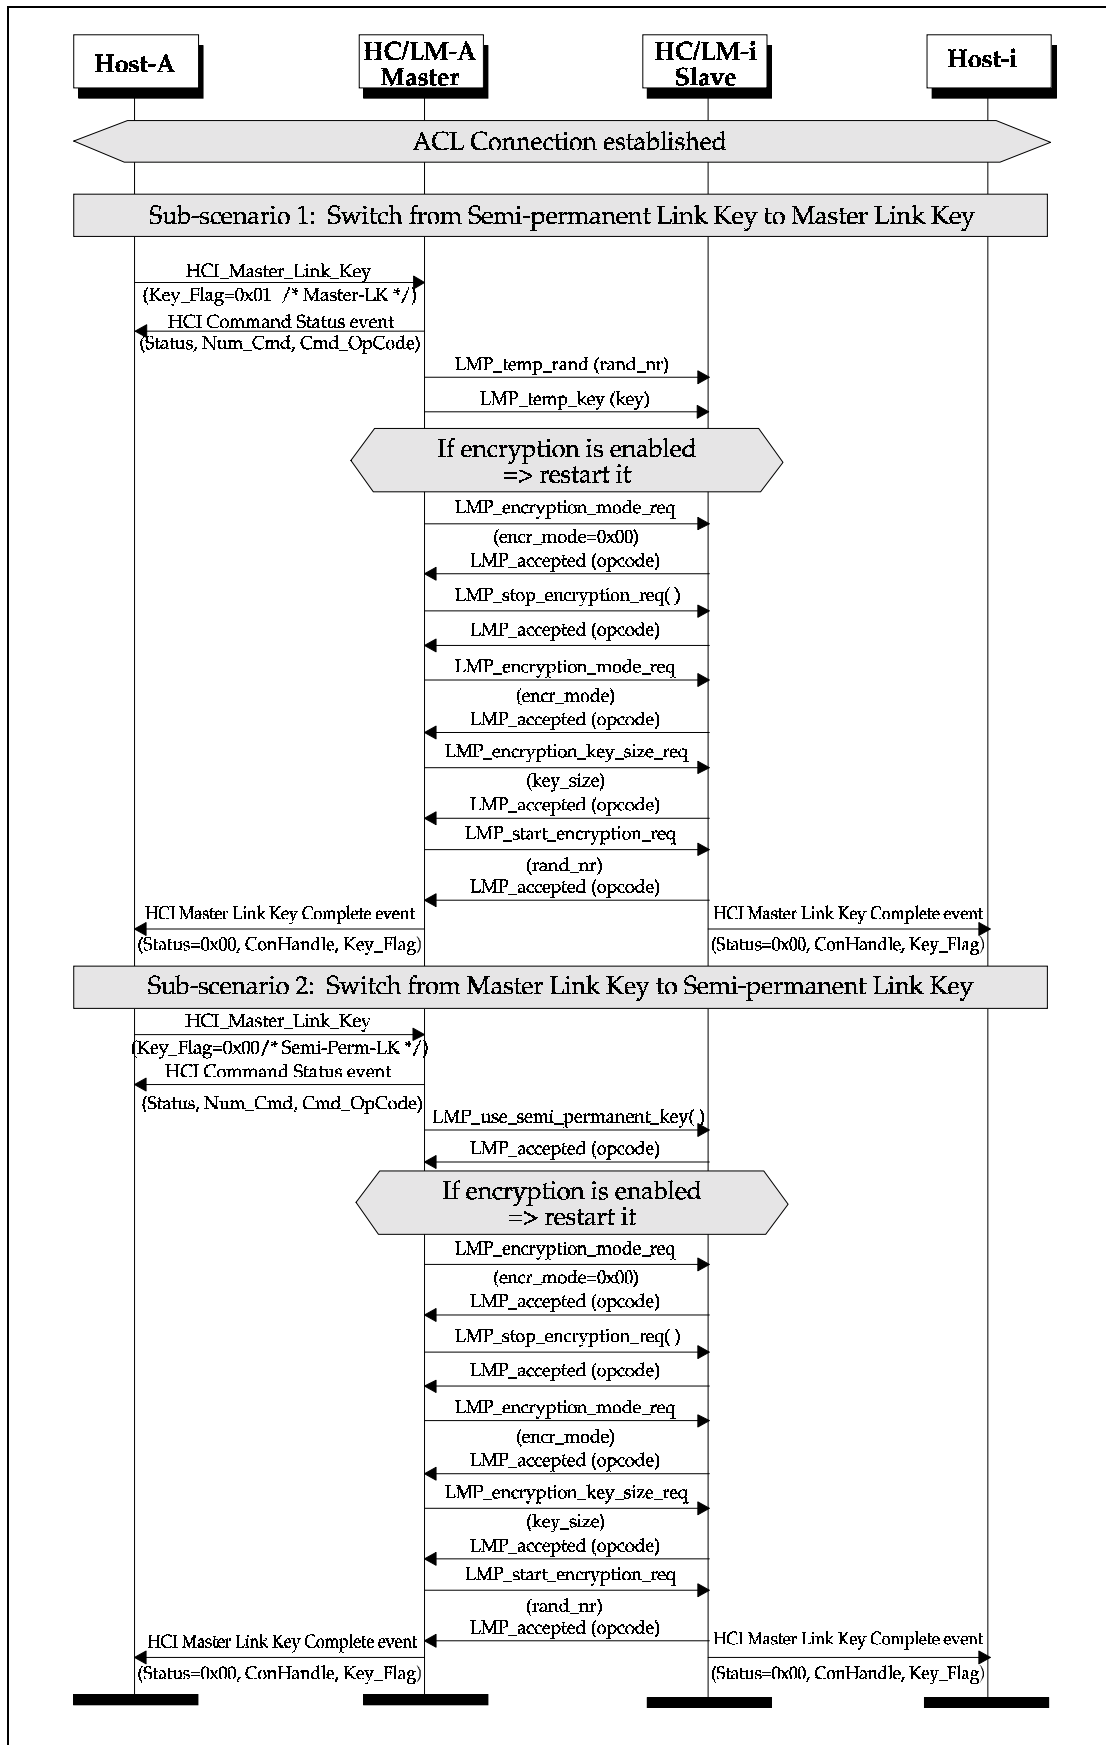 Host-A
HC/LM-A
Master
HC/LM-i
Slave
Host-i
ACL Connection established
Sub-scenario 1:  Switch from Semi-permanent Link Key to Master Link Key
HCI_Master_Link_Key
(Key_Flag=0x01  /* Master-LK */)
HCI Command Status event
(Status, Num_Cmd, Cmd_OpCode)
LMP_temp_rand (rand_nr)
LMP_temp_key (key)
If encryption is enabled
=> restart it
LMP_encryption_mode_req
(encr_mode=0x00)
LMP_accepted (opcode)
LMP_stop_encryption_req( )
LMP_accepted (opcode)
LMP_encryption_mode_req
(encr_mode)
LMP_accepted (opcode)
LMP_encryption_key_size_req
(key_size)
LMP_accepted (opcode)
LMP_start_encryption_req
(rand_nr)
LMP_accepted (opcode)
HCI Master Link Key Complete event
(Status=0x00, ConHandle, Key_Flag)
HCI Master Link Key Complete event
(Status=0x00, ConHandle, Key_Flag)
Sub-scenario 2:  Switch from Master Link Key to Semi-permanent Link Key
HCI_Master_Link_Key
(Key_Flag=0x00/* Semi-Perm-LK */)
HCI Command Status event
(Status, Num_Cmd, Cmd_OpCode)
LMP_use_semi_permanent_key( )
LMP_accepted (opcode)
If encryption is enabled
=> restart it
LMP_encryption_mode_req
(encr_mode=0x00)
LMP_accepted (opcode)
LMP_stop_encryption_req( )
LMP_accepted (opcode)
LMP_encryption_mode_req
(encr_mode)
LMP_accepted (opcode)
LMP_encryption_key_size_req
(key_size)
LMP_accepted (opcode)
LMP_start_encryption_req
(rand_nr)
LMP_accepted (opcode)
HCI Master Link Key Complete event
(Status=0x00, ConHandle, Key_Flag)
HCI Master Link Key Complete event
(Status=0x00, ConHandle, Key_Flag)